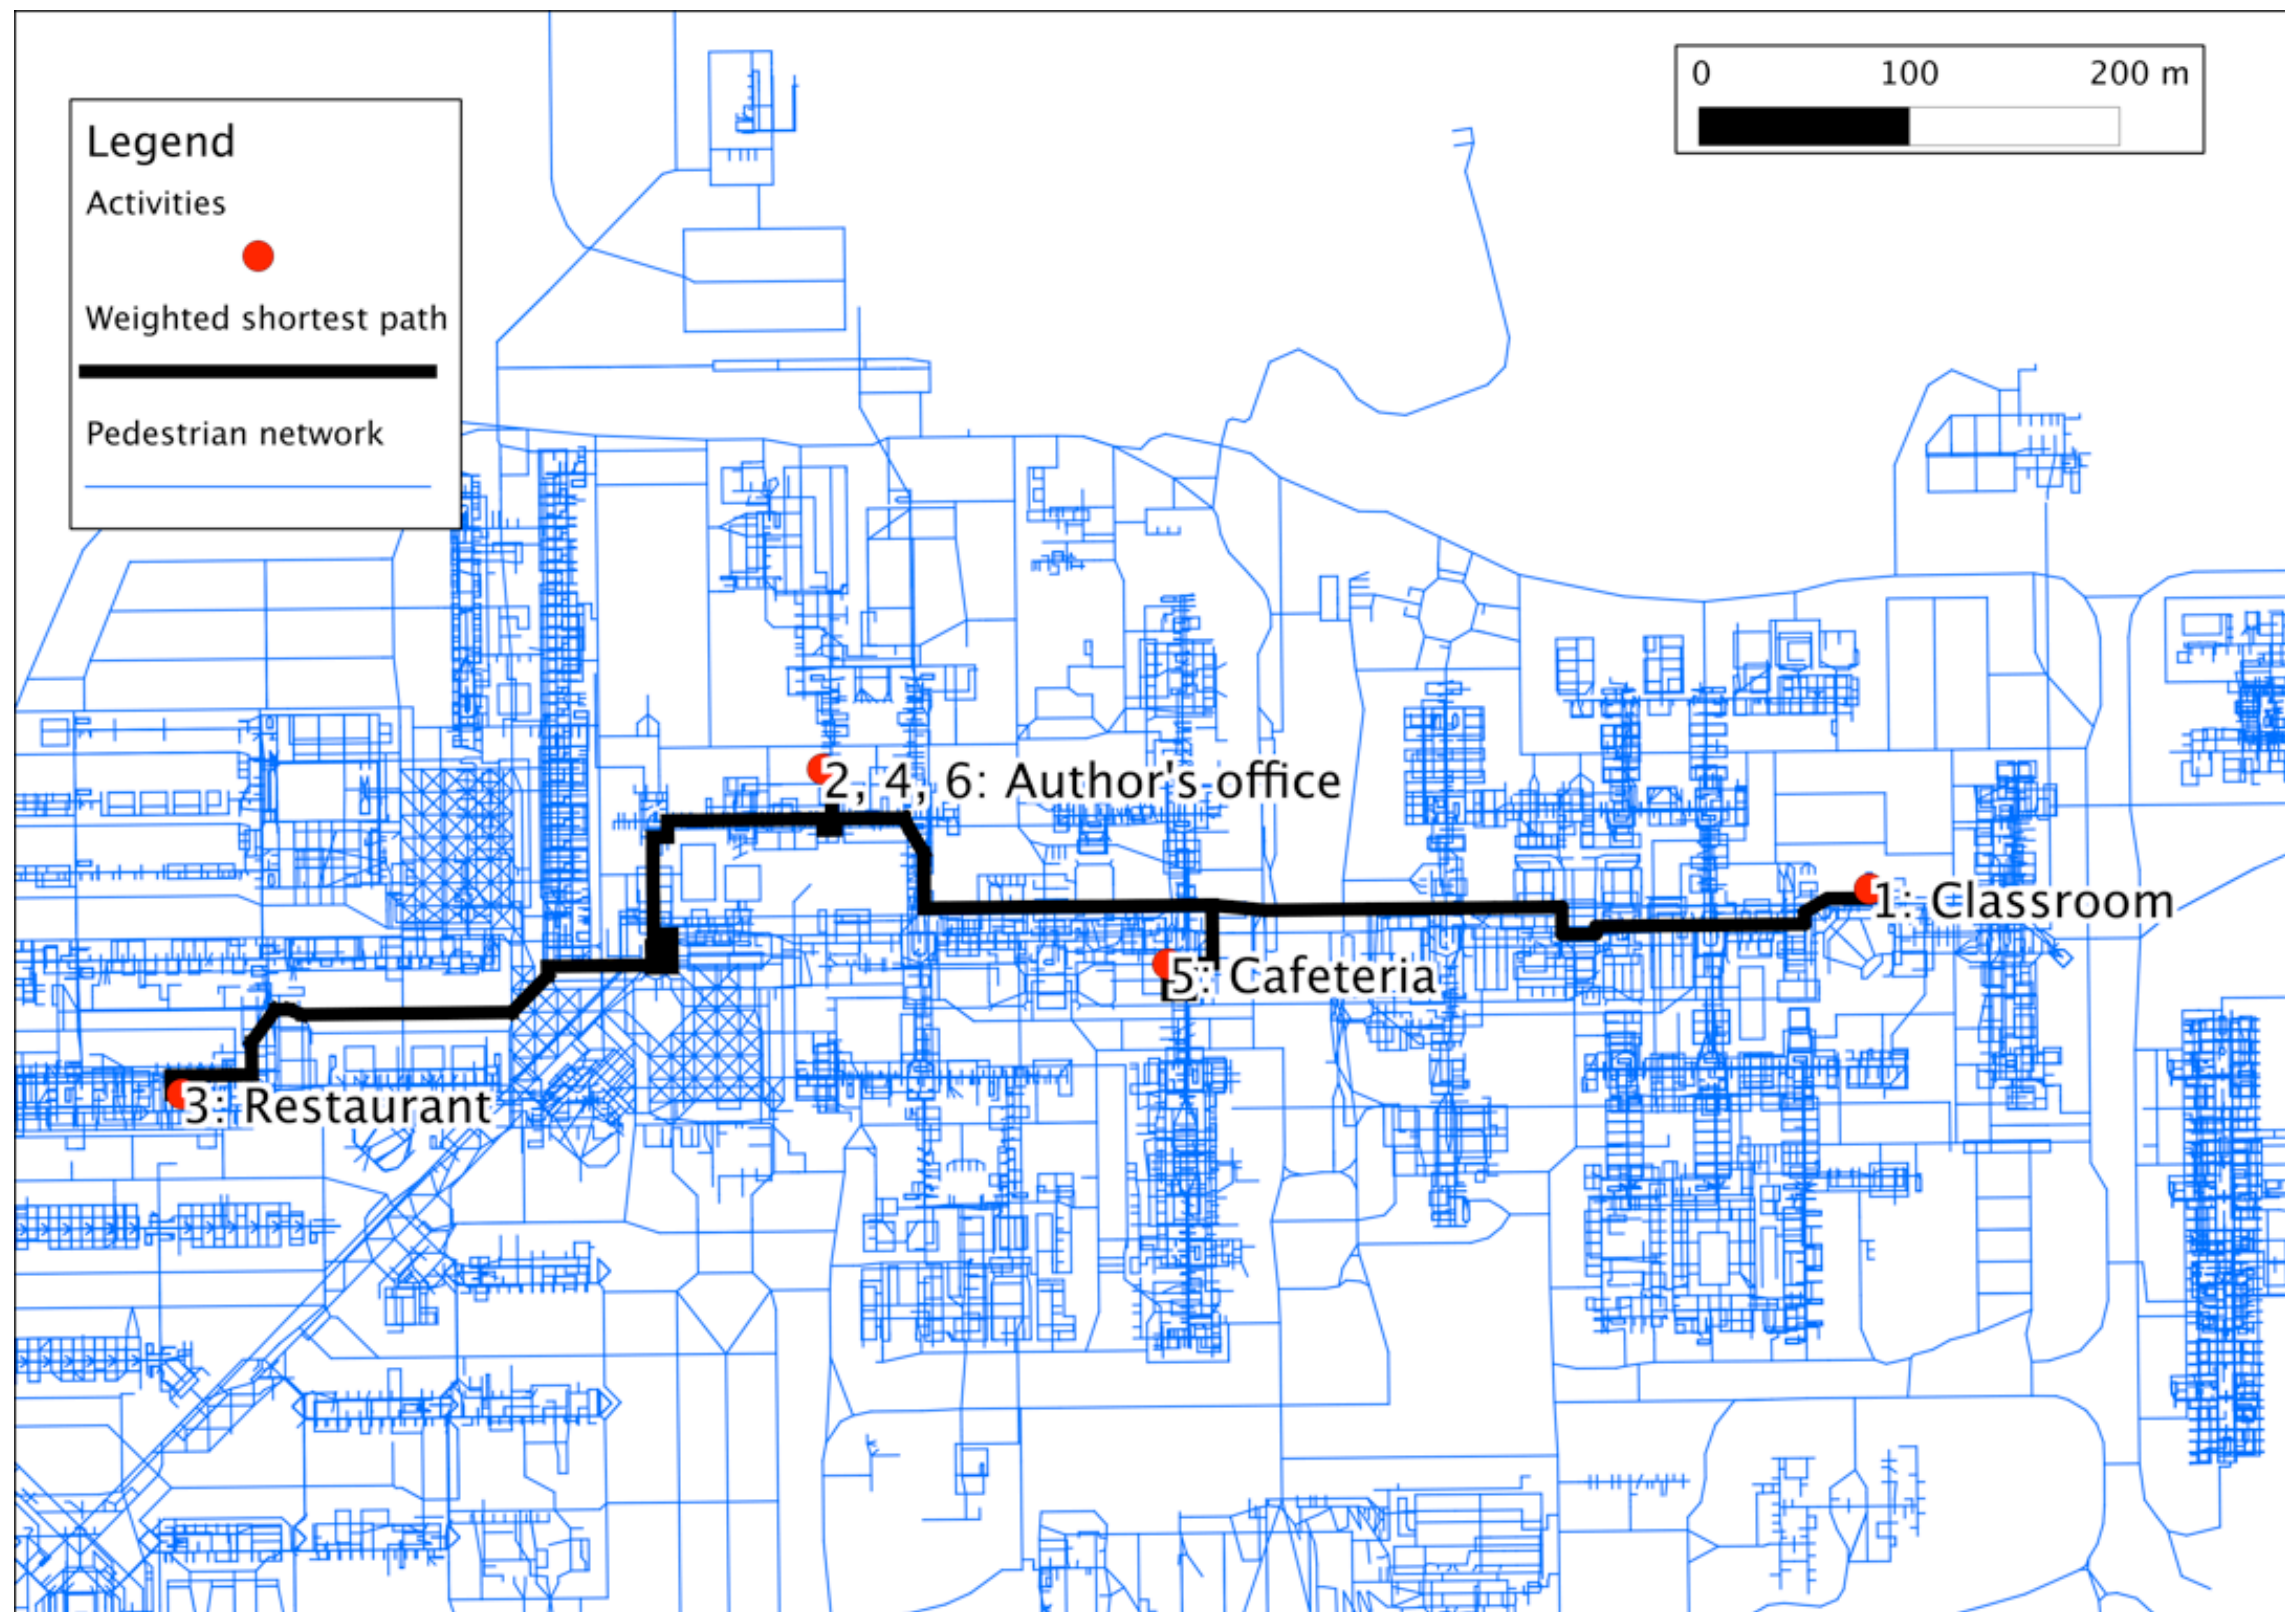 Legend
Activities
Weighted shortest path
Pedestrian network
0 100 200 m
2, 4, 6: Author's office
1: Classroom
5: Cafeteria
3: Restaurant